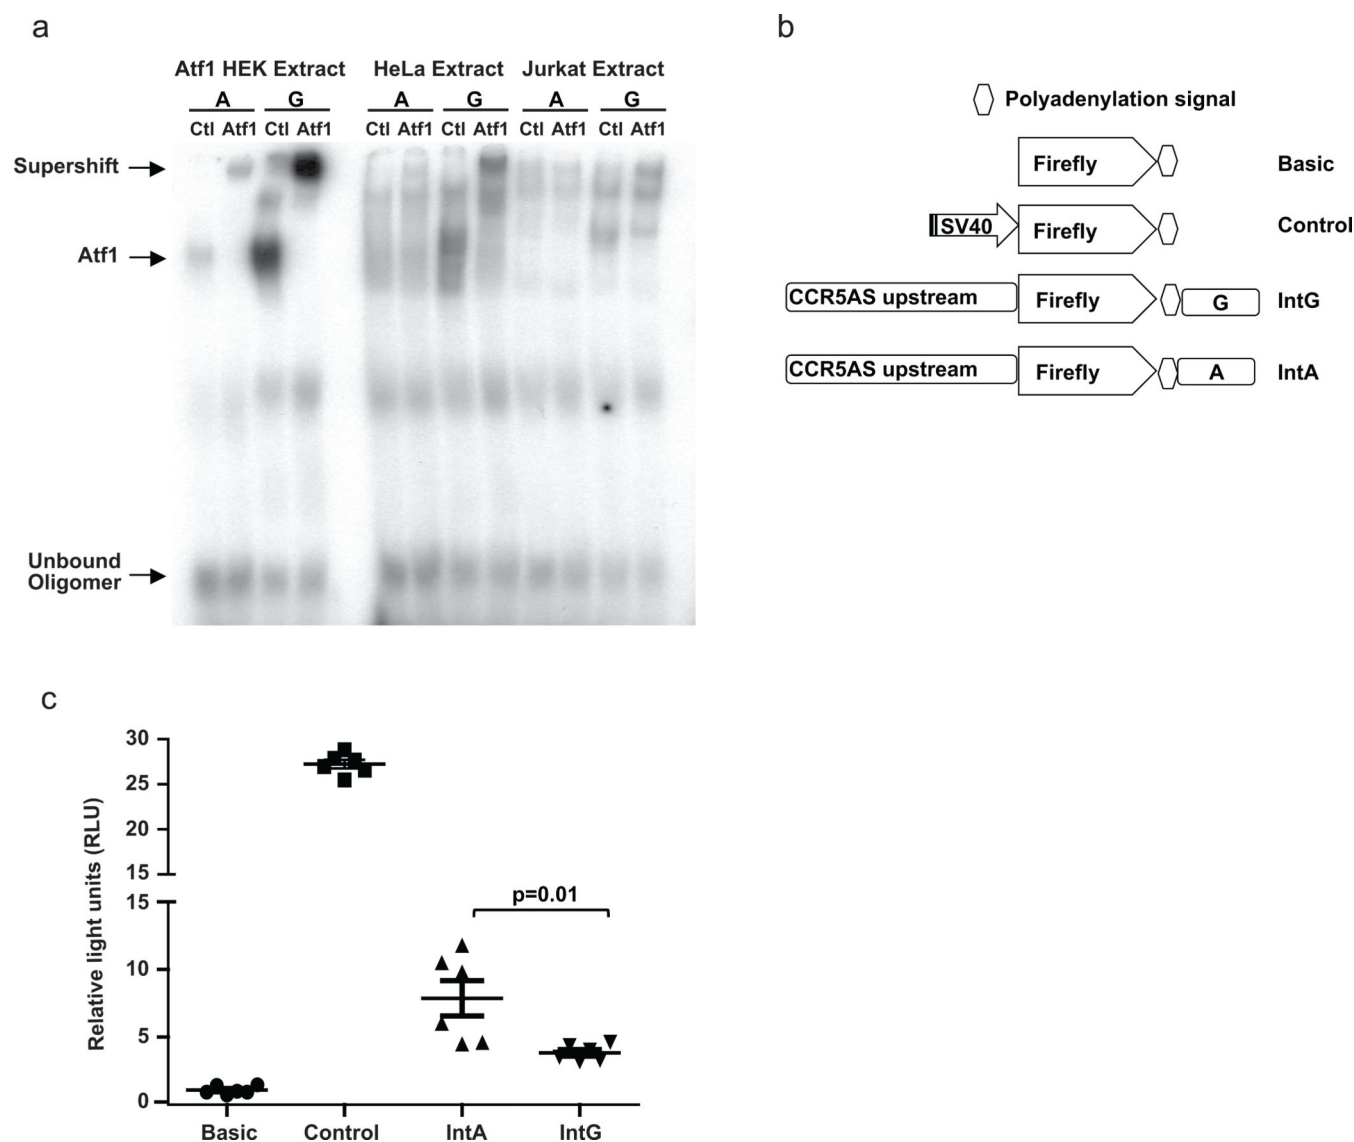 a
Atf1 HEK Extract HeLa Extract Jurkat Extract
A G A G A G
Ctl Atf1 Ctl Atf1 Ctl Atf1 Ctl Atf1 Ctl Atf1 Ctl Atf1
Supershift
Atf1
Unbound
Oligomer
b
Polyadenylation signal
Firefly Basic
SV40 Firefly Control
CCR5AS upstream Firefly G IntG
CCR5AS upstream Firefly A IntA
c
Relative light units (RLU)
30
25
20
15
15
10
5
0
p=0.01
Basic Control IntA IntG